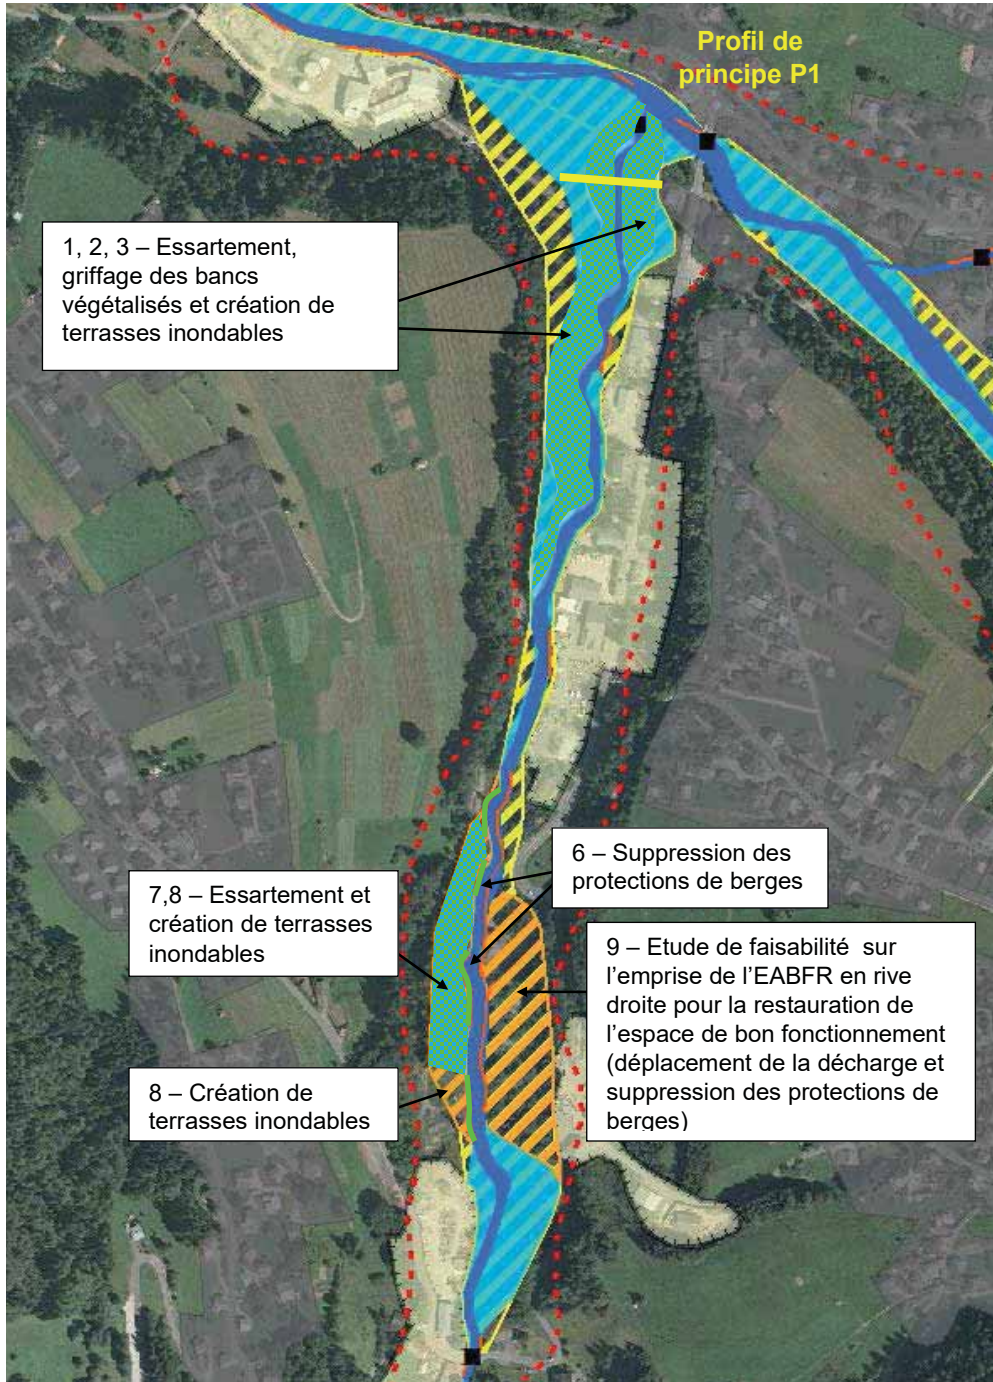 Profil de
principe P1
1, 2, 3 – Essartement,
griffage des bancs
végétalisés et création de
terrasses inondables
6 – Suppression des
protections de berges
7,8 – Essartement et
création de terrasses
inondables
9 – Etude de faisabilité sur
l’emprise de l’EABFR en rive
droite pour la restauration de
l’espace de bon fonctionnement
(déplacement de la décharge et
suppression des protections de
berges)
8 – Création de
terrasses inondables